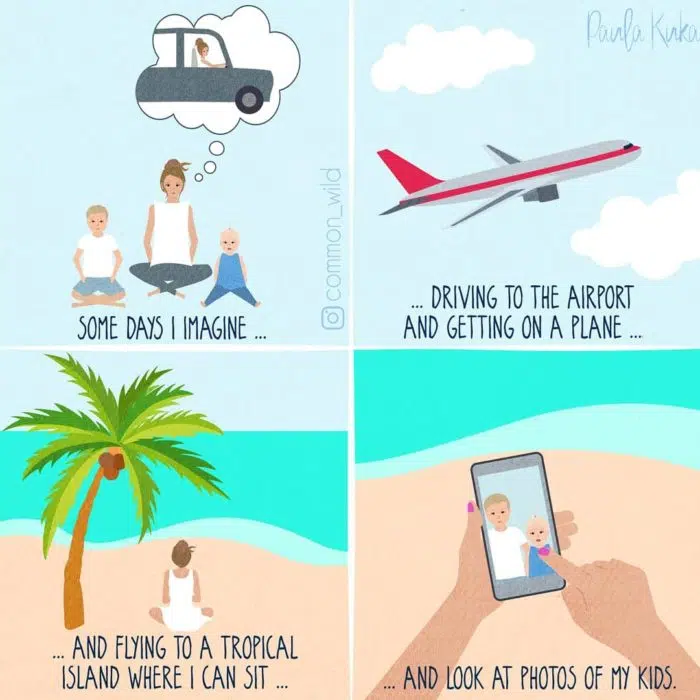 Paula Kuka
common_wild
SOME DAYS I IMAGINE ...
... DRIVING TO THE AIRPORT
AND GETTING ON A PLANE ...
... AND FLYING TO A TROPICAL
ISLAND WHERE I CAN SIT ...
... AND LOOK AT PHOTOS OF MY KIDS.